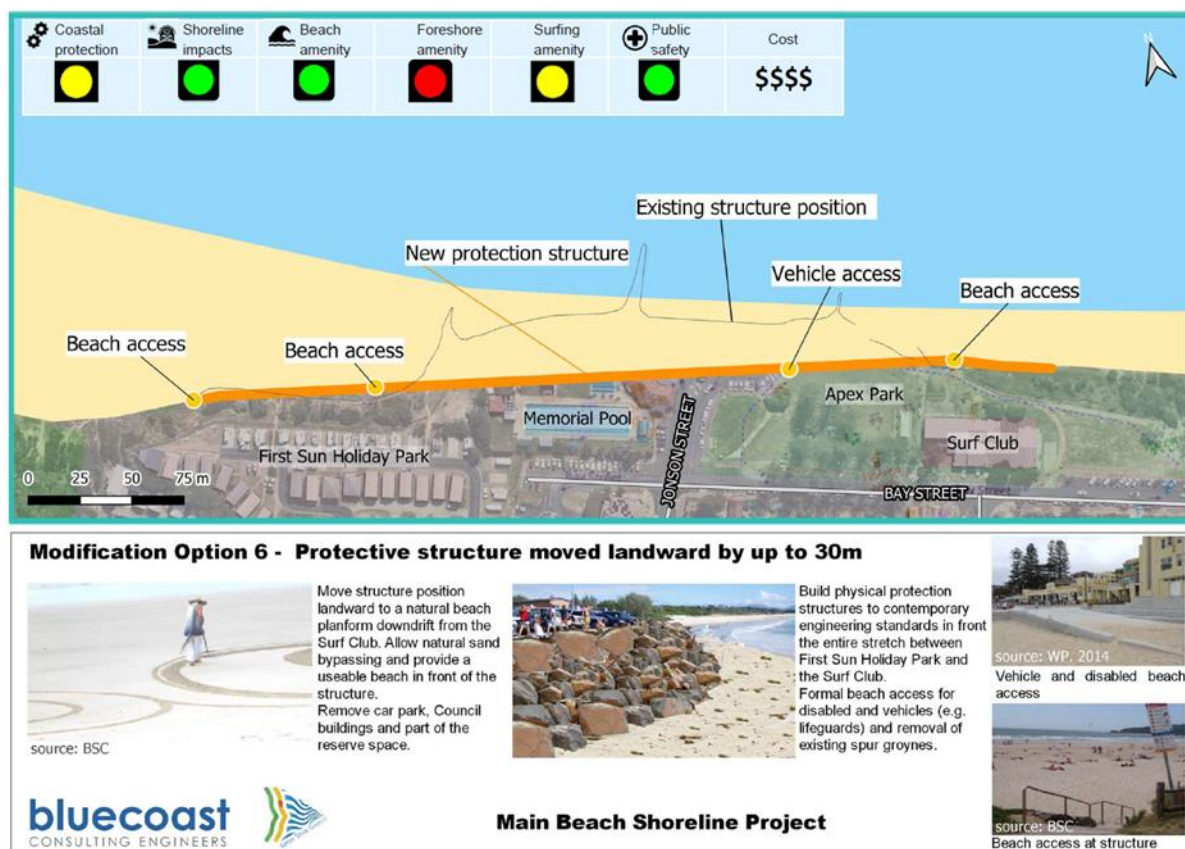 Coastal protection
Shoreline impacts
Beach amenity
Foreshore amenity
Surfing amenity
Public safety
Cost
$$$$
N
Existing structure position
New protection structure
Vehicle access
Beach access
Beach access
Beach access
Apex Park
Memorial Pool
Surf Club
First Sun Holiday Park
JONSON STREET
BAY STREET
0 25 50 75 m
Modification Option 6 - Protective structure moved landward by up to 30m
Move structure position
landward to a natural beach
planform downdrift from the
Surf Club. Allow natural sand
bypassing and provide a
useable beach in front of the
structure.
Remove car park, Council
buildings and part of the
reserve space.
source: BSC
Build physical protection
structures to contemporary
engineering standards in front
the entire stretch between
First Sun Holiday Park and
the Surf Club.
Formal beach access for
disabled and vehicles (e.g.
lifeguards) and removal of
existing spur groynes.
source: WP, 2014
Vehicle and disabled beach
access
source: BSC
Beach access at structure
bluecoast
CONSULTING ENGINEERS
Main Beach Shoreline Project